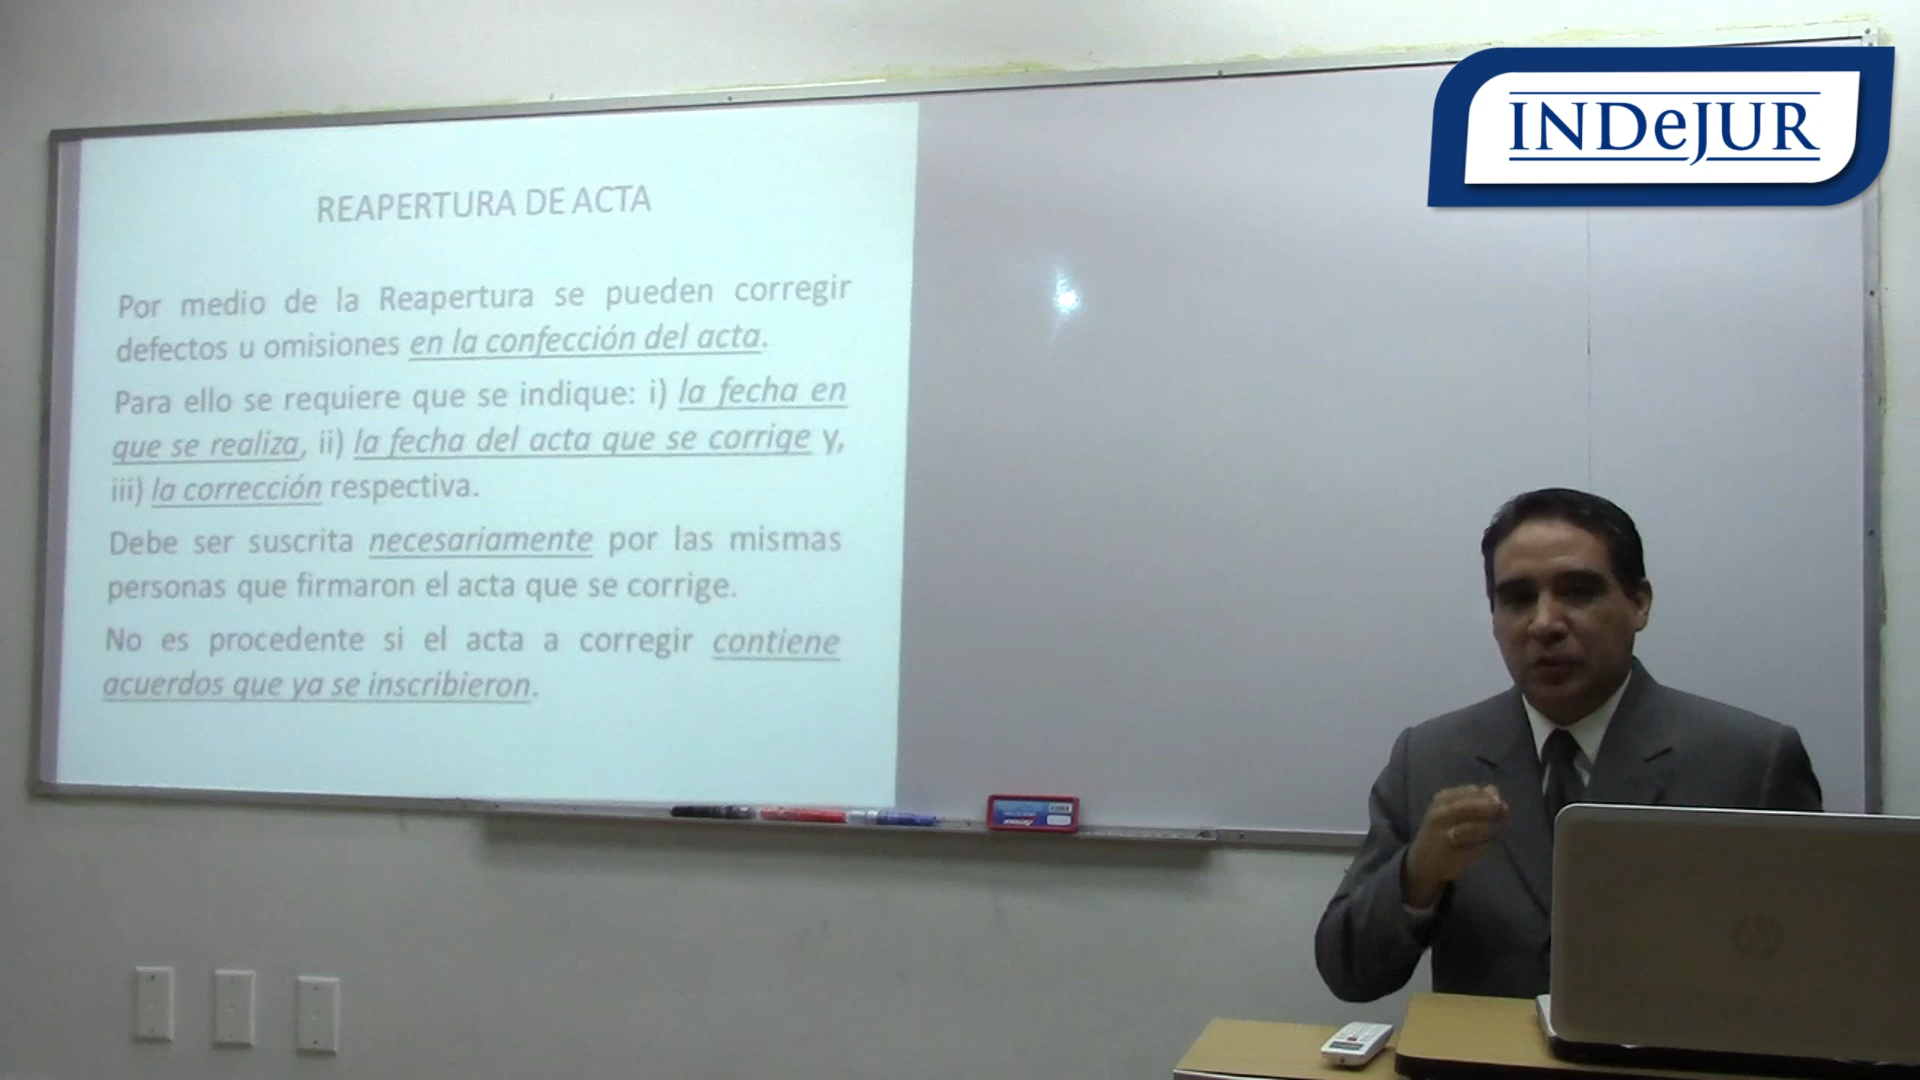 INDeJUR
REAPERTURA DE ACTA
Por medio de la Reapertura se pueden corregir
defectos u omisiones en la confección del acta.
Para ello se requiere que se indique: i) la fecha en
que se realiza, ii) la fecha del acta que se corrige y,
iii) la corrección respectiva.
Debe ser suscrita necesariamente por las mismas
personas que firmaron el acta que se corrige.
No es procedente si el acta a corregir contiene
acuerdos que ya se inscribieron.
hp